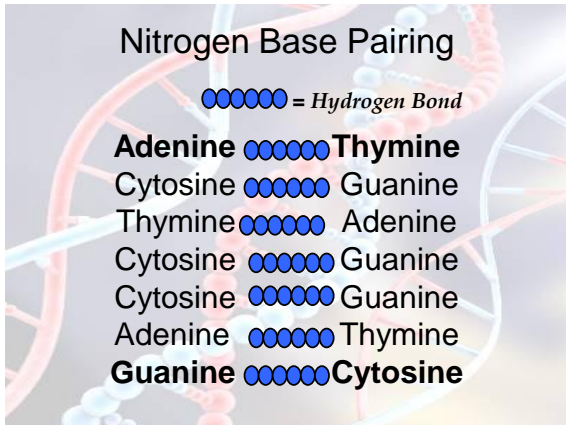 Nitrogen Base Pairing
= Hydrogen Bond
Adenine Thymine
Cytosine Guanine
Thymine Adenine
Cytosine Guanine
Cytosine Guanine
Adenine Thymine
Guanine Cytosine